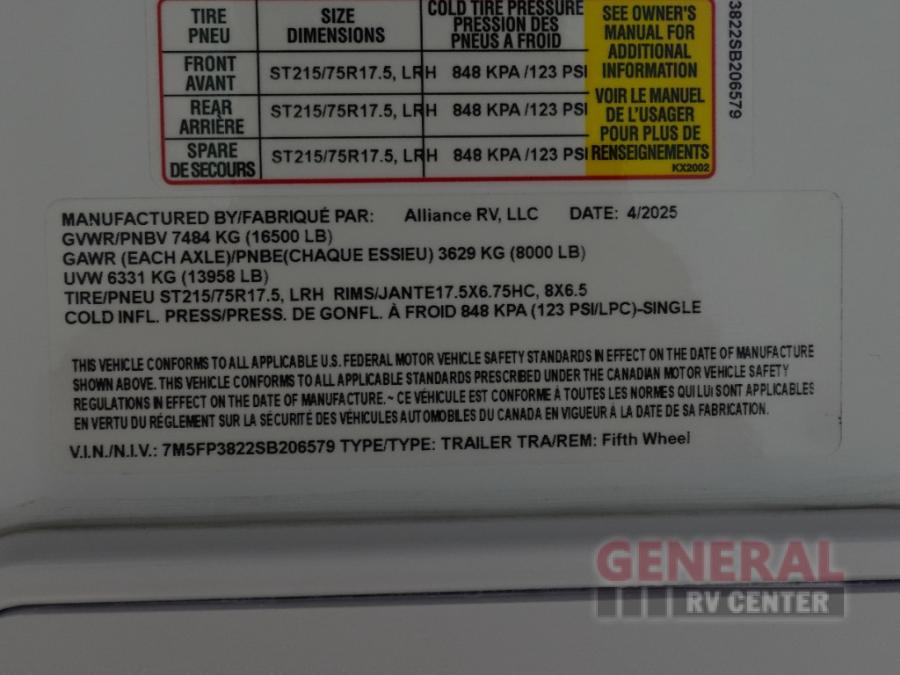 TIRE SIZE COLD TIRE PRESSURE SEE OWNER'S
PNEU DIMENSIONS PRESSION DES MANUAL FOR
PNEUS A FROID ADDITIONAL
INFORMATION
FRONT ST215/75R17.5, LRH 848 KPA /123 PSI
AVANT
REAR ST215/75R17.5, LRH 848 KPA /123 PSI VOIR LE MANUEL
ARRIÈRE DE L'USAGER
POUR PLUS DE
SPARE ST215/75R17.5, LRH 848 KPA /123 PSI RENSEIGNEMENTS
DE SECOURS KX2002
3822SB206579
MANUFACTURED BY/FABRIQUÉ PAR: Alliance RV, LLC DATE: 4/2025
GVWR/PNBV 7484 KG (16500 LB)
GAWR (EACH AXLE)/PNBE(CHAQUE ESSIEU) 3629 KG (8000 LB)
UVW 6331 KG (13958 LB)
TIRE/PNEU ST215/75R17.5, LRH RIMS/JANTE17.5X6.75HC, 8X6.5
COLD INFL. PRESS/PRESS. DE GONFL. À FROID 848 KPA (123 PSI/LPC)-SINGLE
THIS VEHICLE CONFORMS TO ALL APPLICABLE U.S. FEDERAL MOTOR VEHICLE SAFETY STANDARDS IN EFFECT ON THE DATE OF MANUFACTURE
SHOWN ABOVE. THIS VEHICLE CONFORMS TO ALL APPLICABLE STANDARDS PRESCRIBED UNDER THE CANADIAN MOTOR VEHICLE SAFETY
REGULATIONS IN EFFECT ON THE DATE OF MANUFACTURE. ~ CE VÉHICULE EST CONFORME À TOUTES LES NORMES QUI LUI SONT APPLICABLES
EN VERTU DU RÉGLEMENT SUR LA SÉCURITÉ DES VÉHICULES AUTOMOBILES DU CANADA EN VIGUEUR À LA DATE DE SA FABRICATION.
V.I.N./N.I.V.: 7M5FP3822SB206579 TYPE/TYPE: TRAILER TRA/REM: Fifth Wheel
GENERAL
RV CENTER